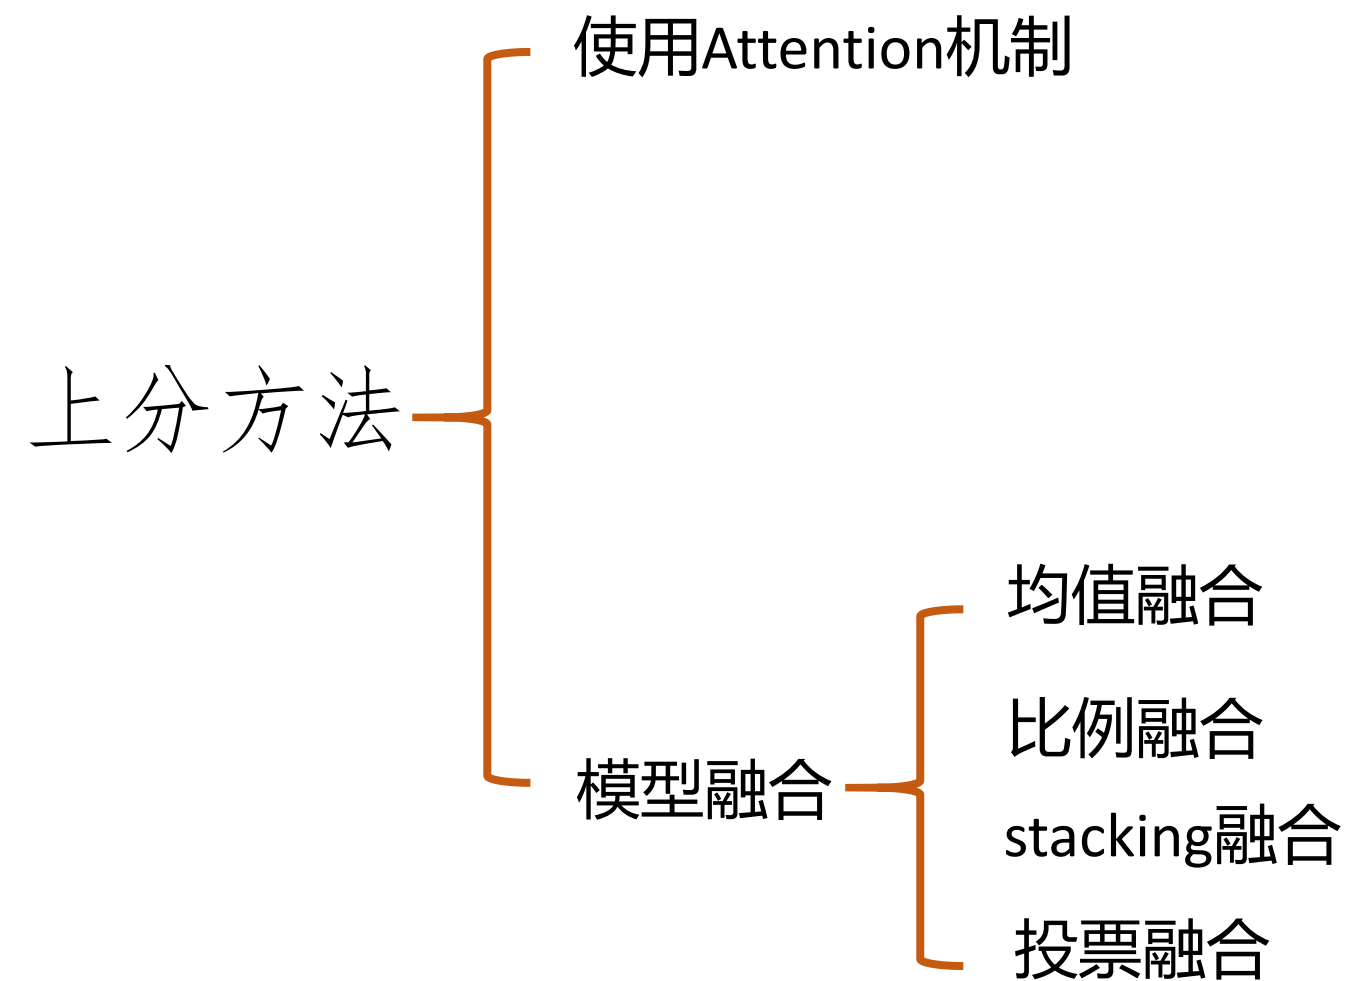 使用Attention机制
上分方法
均值融合
比例融合
模型融合
stacking融合
投票融合